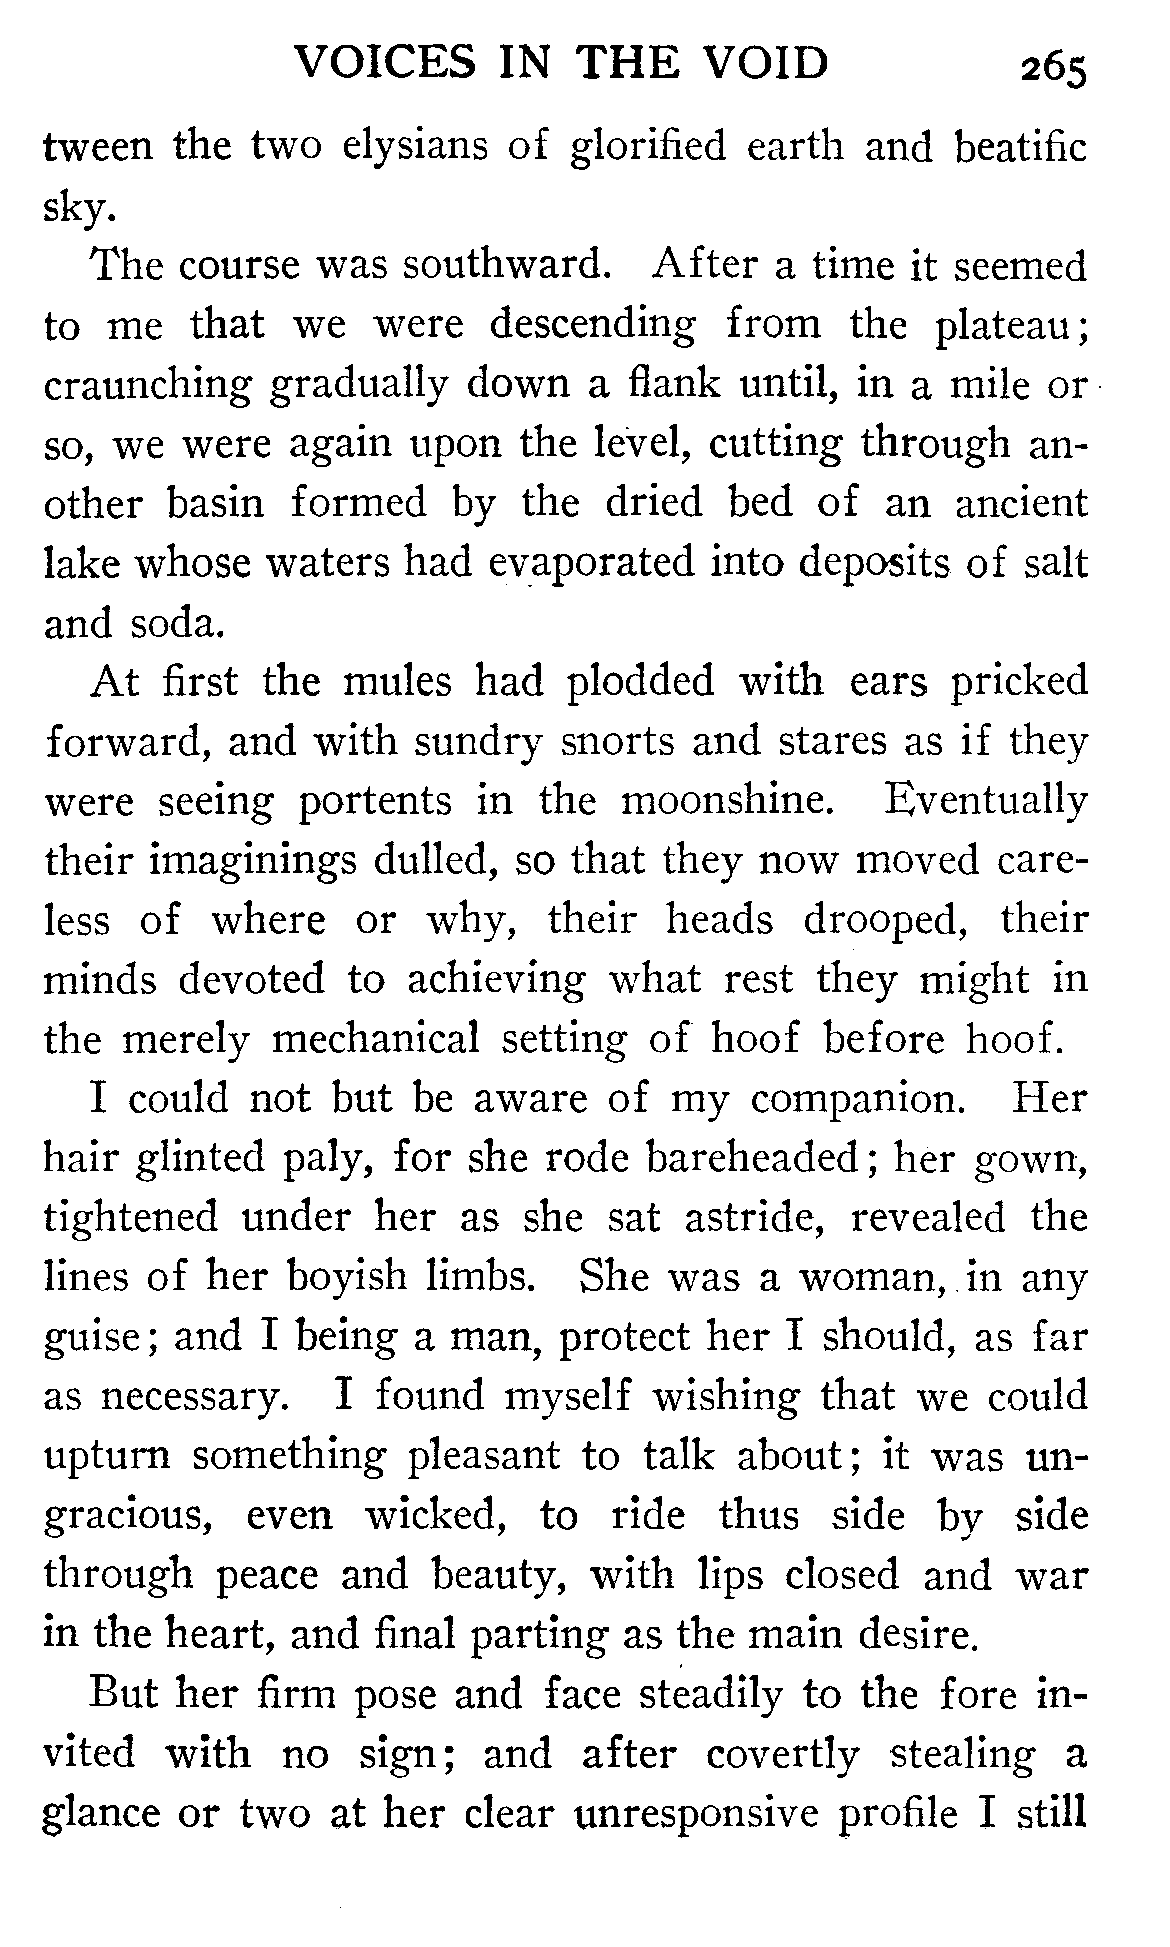 VOICES IN THE VOID 265
tween the two elysians of glorified earth and beatific
sky.
The course was southward. After a time it seemed
to me that we were descending from the plateau;
craunching gradually down a flank until, in a mile or
so, we were again upon the level, cutting through an-
other basin formed by the dried bed of an ancient
lake whose waters had evaporated into deposits of salt
and soda.
At first the mules had plodded with ears pricked
forward, and with sundry snorts and stares as if they
were seeing portents in the moonshine. Eventually
their imaginings dulled, so that they now moved care-
less of where or why, their heads drooped, their
minds devoted to achieving what rest they might in
the merely mechanical setting of hoof before hoof.
I could not but be aware of my companion. Her
hair glinted paly, for she rode bareheaded; her gown,
tightened under her as she sat astride, revealed the
lines of her boyish limbs. She was a woman, in any
guise; and I being a man, protect her I should, as far
as necessary. I found myself wishing that we could
upturn something pleasant to talk about; it was un-
gracious, even wicked, to ride thus side by side
through peace and beauty, with lips closed and war
in the heart, and final parting as the main desire.
But her firm pose and face steadily to the fore in-
vited with no sign; and after covertly stealing a
glance or two at her clear unresponsive profile I still